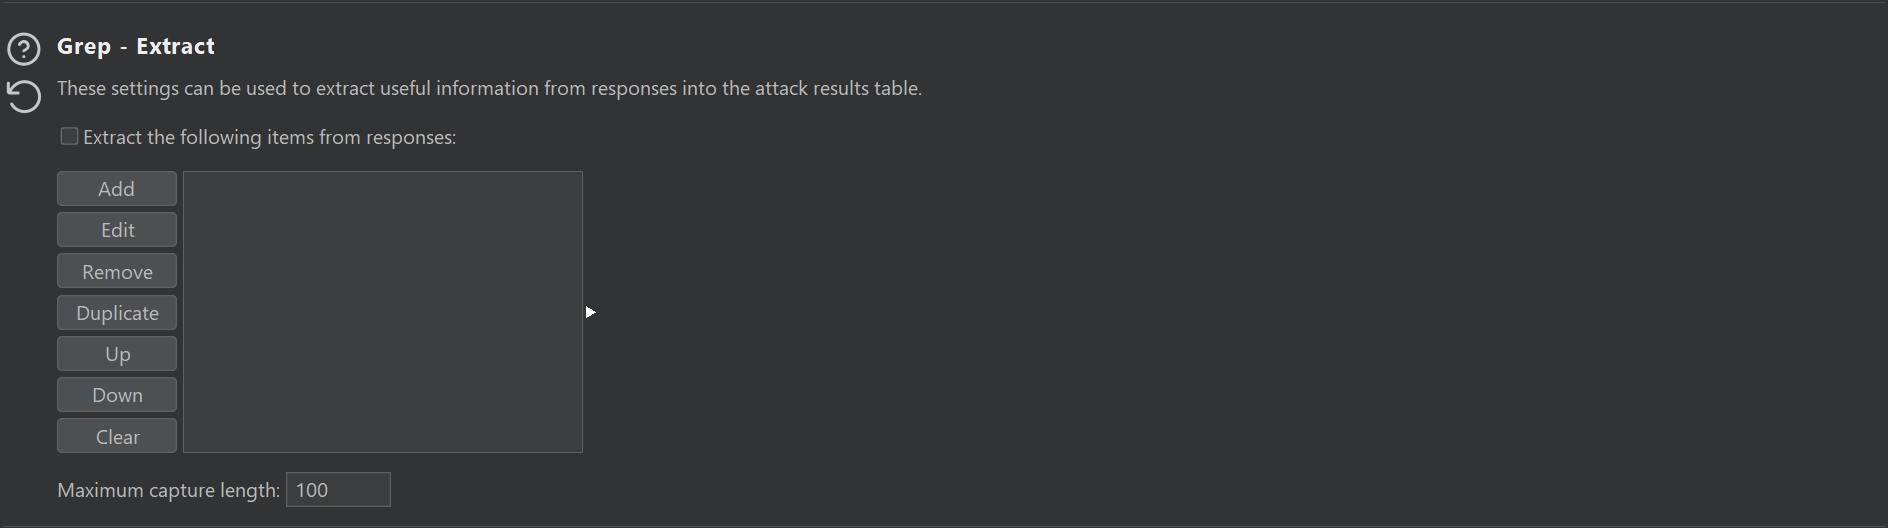 Grep - Extract
These settings can be used to extract useful information from responses into the attack results table.
Extract the following items from responses:
Add
Edit
Remove
Duplicate
Up
Down
Clear
Maximum capture length: 100